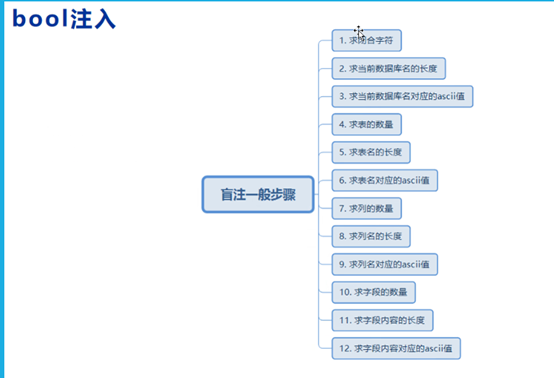 bool注入
盲注一般步骤
1. 求闭合字符
2. 求当前数据库名的长度
3. 求当前数据库名对应的ascii值
4. 求表的数量
5. 求表名的长度
6. 求表名对应的ascii值
7. 求列的数量
8. 求列名的长度
9. 求列名对应的ascii值
10. 求字段的数量
11. 求字段内容的长度
12. 求字段内容对应的ascii值